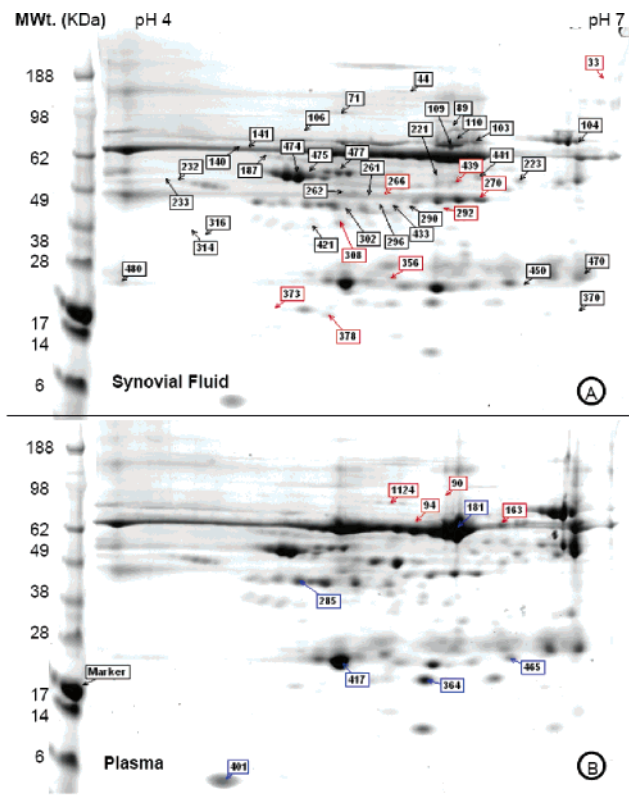 MWt. (KDa) pH 4 pH 7
33
188
44
71
98
109 89
106 110 103
104
141
221
474
62 140 475 477 441
232 187 261 439 223
262 266 270
233
49
290 292
316
302 296 433
38 314 421
308
28
356 470
480 450
373 370
17
378
14
6
Synovial Fluid A
188
98
1124 90
94 181 163
62
49
38
285
28
Marker
465
17 417 364
14
6
Plasma B
401